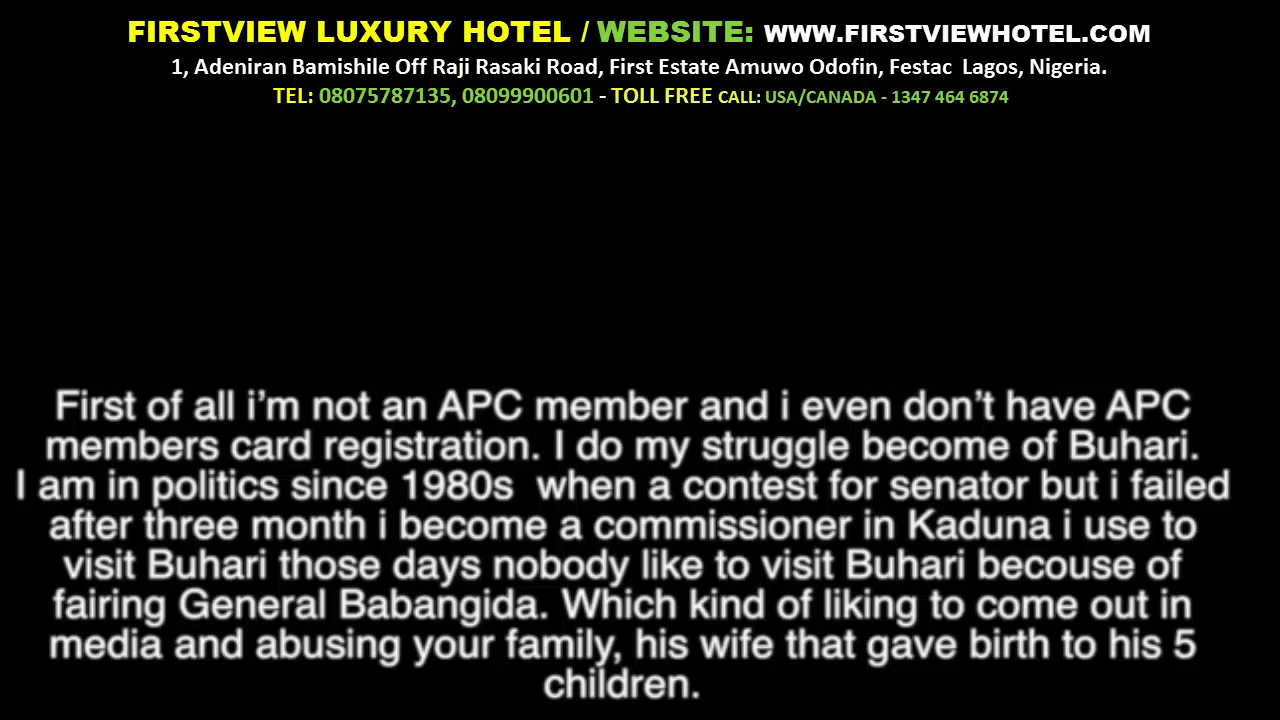 FIRSTVIEW LUXURY HOTEL / WEBSITE: WWW.FIRSTVIEWHOTEL.COM
1, Adeniran Bamishile Off Raji Rasaki Road, First Estate Amuwo Odofin, Festac Lagos, Nigeria.
TEL: 08075787135, 08099900601 - TOLL FREE CALL: USA/CANADA - 1347 464 6874
First of all i'm not an APC member and i even don't have APC
members card registration. I do my struggle become of Buhari.
I am in politics since 1980s when a contest for senator but i failed
after three month i become a commissioner in Kaduna i use to
visit Buhari those days nobody like to visit Buhari becouse of
fairing General Babangida. Which kind of liking to come out in
media and abusing your family, his wife that gave birth to his 5
children.